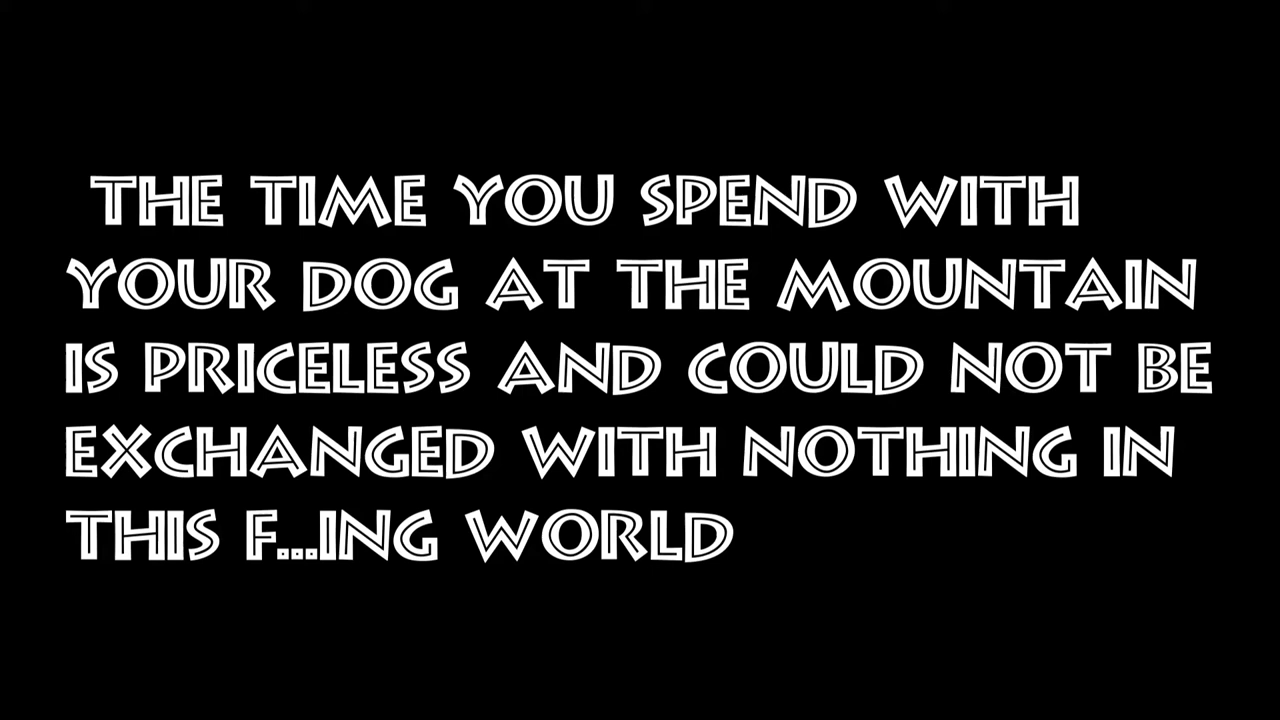 THE TIME YOU SPEND WITH
YOUR DOG AT THE MOUNTAIN
IS PRICELESS AND COULD NOT BE
EXCHANGED WITH NOTHING IN
THIS F...ING WORLD